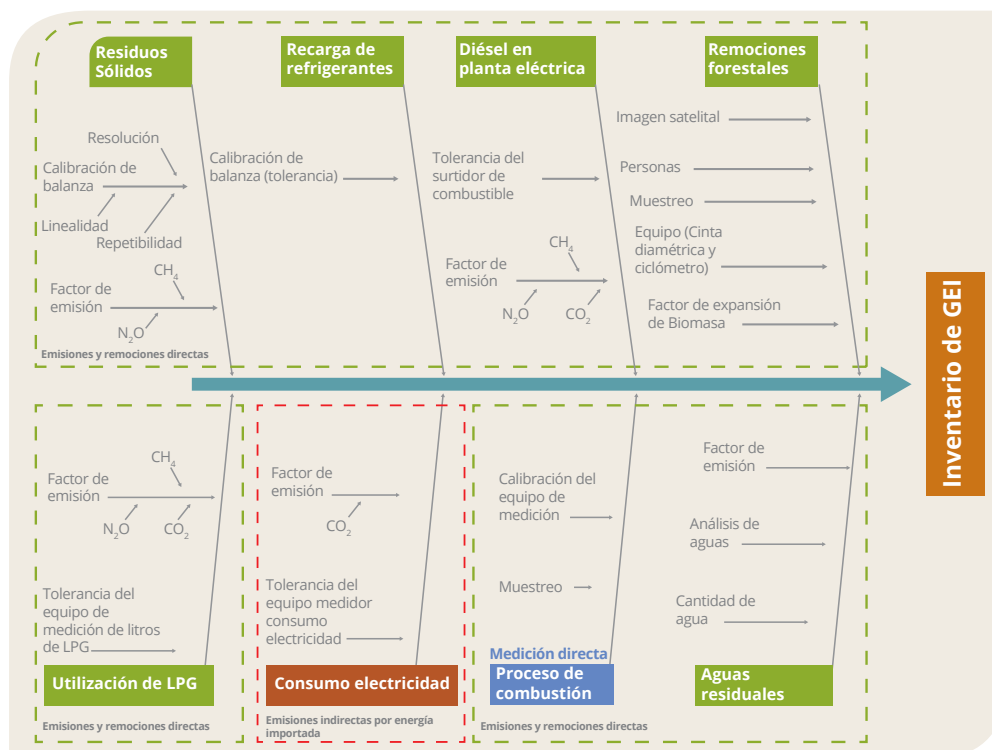 Residuos
Sólidos
Resolución
Calibración de
balanza
Linealidad
Repetibilidad
CH₄
Factor de
emisión
N₂O
Emisiones y remociones directas
Recarga de
refrigerantes
Calibración de
balanza (tolerancia)
Diésel en
planta eléctrica
Tolerancia del
surtidor de
combustible
CH₄
Factor de
emisión
N₂O
CO₂
Remociones
forestales
Imagen satelital
Personas
Muestreo
Equipo (Cinta
diamétrica y
ciclómetro)
Factor de expansión
de Biomasa
Inventario de GEI
CH₄
Factor de
emisión
N₂O
CO₂
Tolerancia del
equipo de
medición de litros
de LPG
Utilización de LPG
Emisiones y remociones directas
Factor de
emisión
CO₂
Tolerancia del
equipo medidor
consumo
electricidad
Consumo electricidad
Emisiones indirectas por energía
importada
Calibración del
equipo de
medición
Muestreo
Medición directa
Proceso de
combustión
Emisiones y remociones directas
Factor de
emisión
Análisis de
aguas
Cantidad de
agua
Aguas
residuales